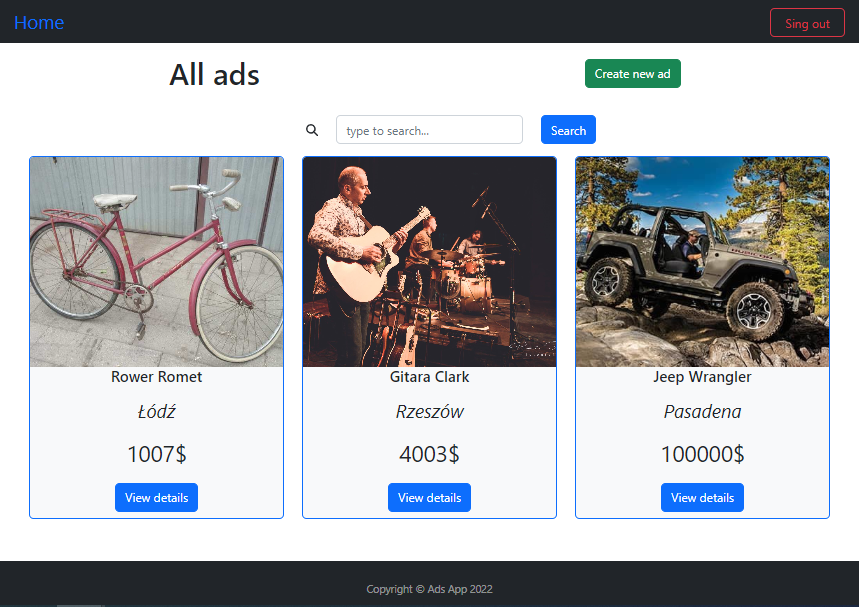 Home
Sing out
All ads
Create new ad
type to search...
Search
Rower Romet
Łódź
1007$
View details
Gitara Clark
Rzeszów
4003$
View details
Jeep Wrangler
Pasadena
100000$
View details
Copyright © Ads App 2022